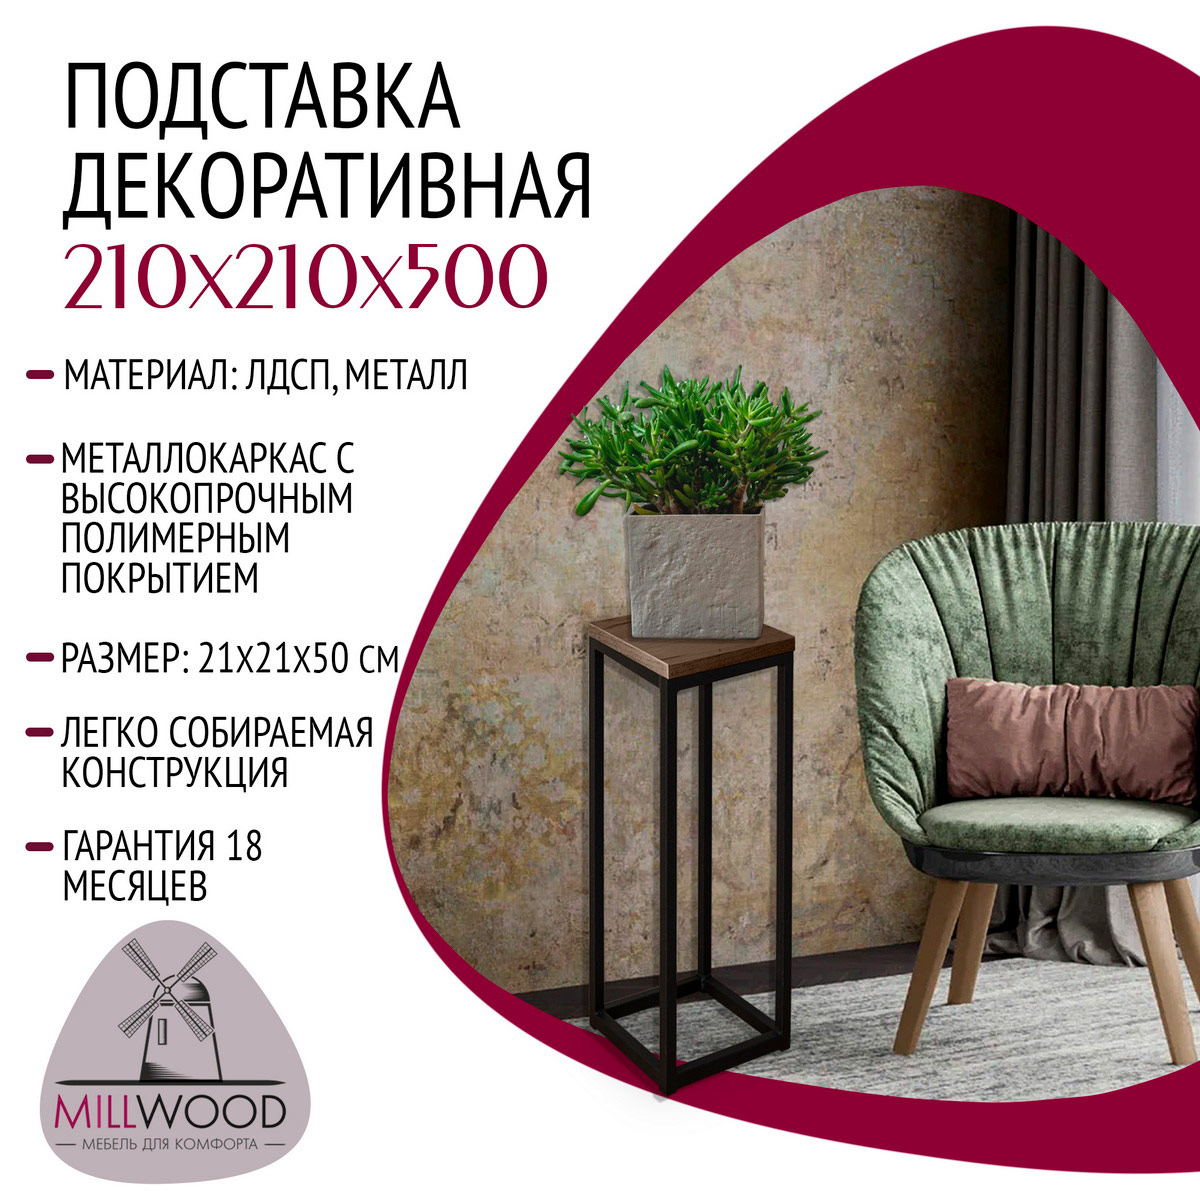 ПОДСТАВКА
ДЕКОРАТИВНАЯ
210х210х500
МАТЕРИАЛ: ЛДСП, МЕТАЛЛ
МЕТАЛЛОКАРКАС С
ВЫСОКОПРОЧНЫМ
ПОЛИМЕРНЫМ
ПОКРЫТИЕМ
РАЗМЕР: 21х21х50 СМ
ЛЕГКО СОБИРАЕМАЯ
КОНСТРУКЦИЯ
ГАРАНТИЯ 18
МЕСЯЦЕВ
MILLWOOD
МЕБЕЛЬ ДЛЯ КОМФОРТА